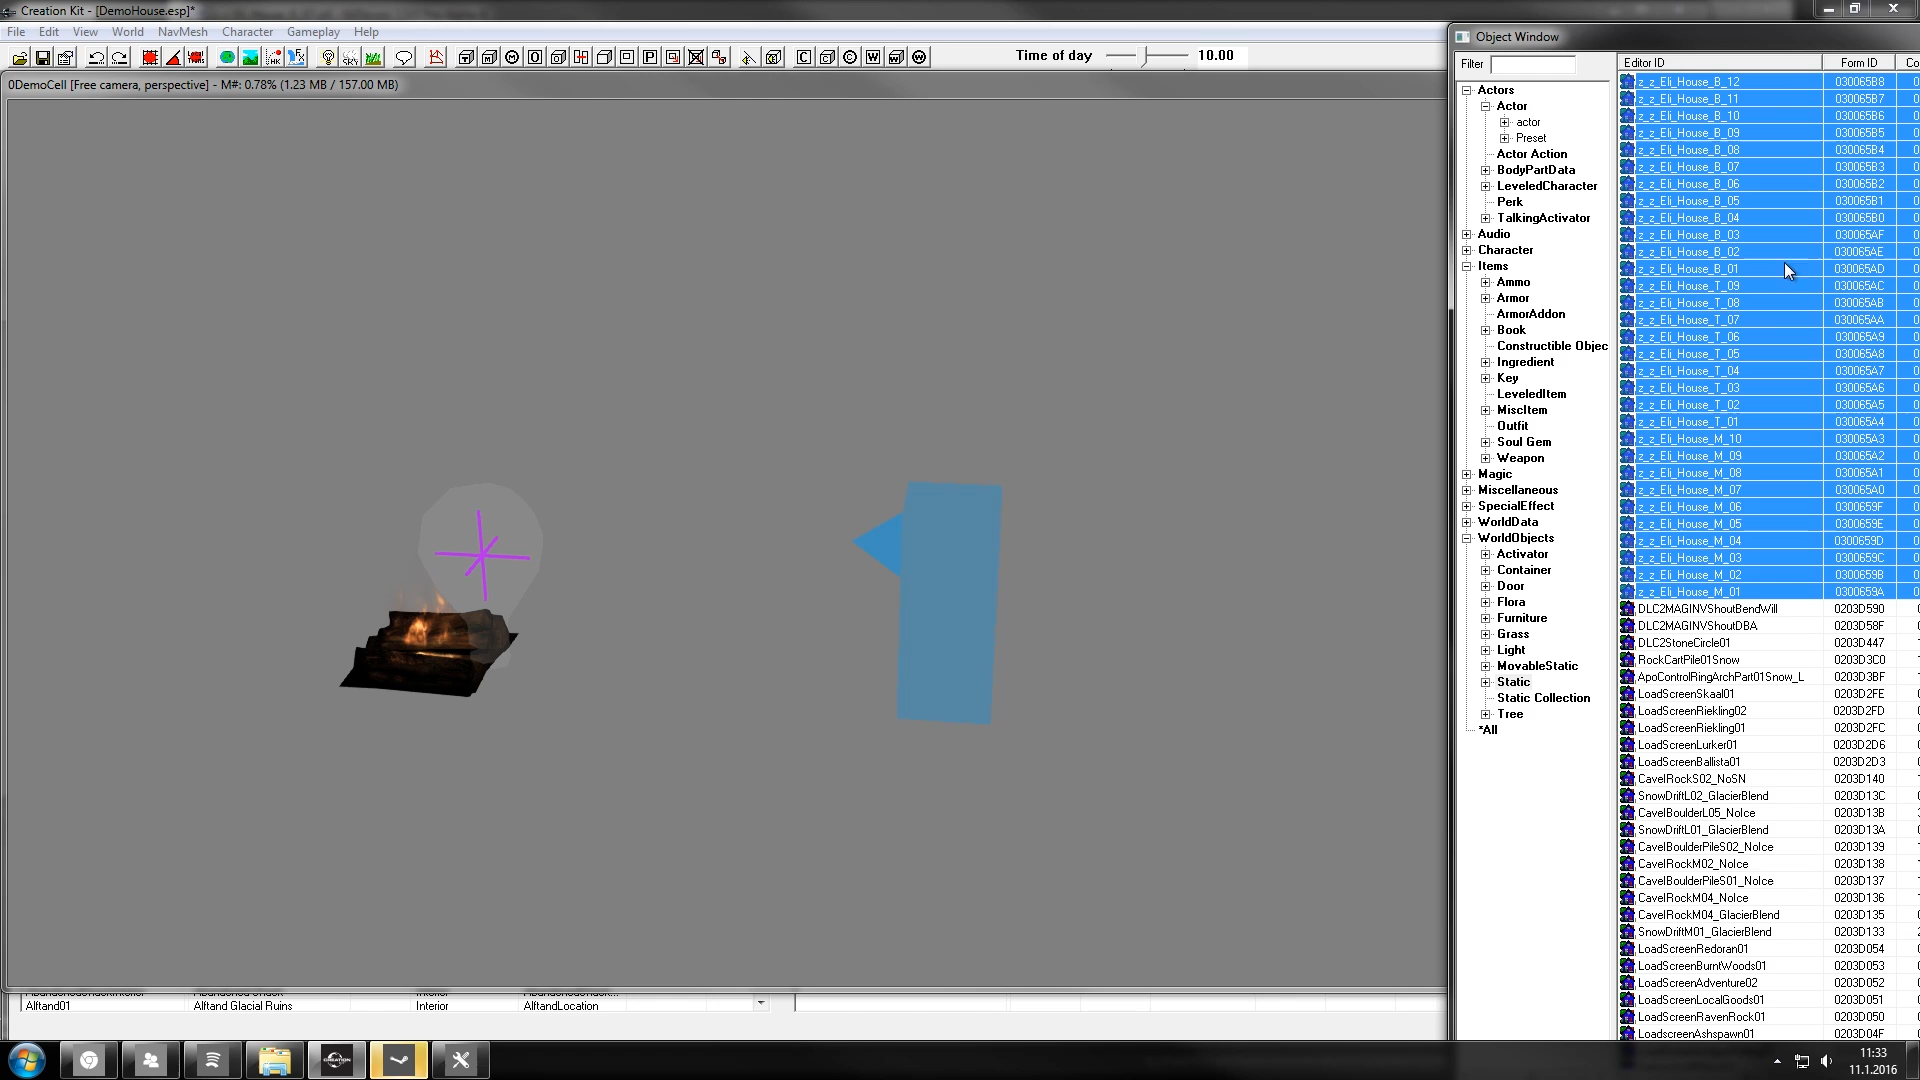 Creation Kit - [DemoHouse.esp]*
File Edit View World NavMesh Character Gameplay Help
Time of day 10.00
0DemoCell [Free camera, perspective] - M#: 0.78% (1.23 MB / 157.00 MB)
Alftand01 Alftand Glacial Ruins Interior AlftandLocation
Object Window
Filter
Actors
Actor
actor
Preset
Actor Action
BodyPartData
LeveledCharacter
Perk
TalkingActivator
Audio
Character
Items
Ammo
Armor
ArmorAddon
Book
Constructible Objec
Ingredient
Key
LeveledItem
MiscItem
Outfit
Soul Gem
Weapon
Magic
Miscellaneous
SpecialEffect
WorldData
WorldObjects
Activator
Container
Door
Flora
Furniture
Grass
Light
MovableStatic
Static
Static Collection
Tree
*All
Editor ID Form ID Co
z_z_Eli_House_B_12 030065B8
z_z_Eli_House_B_11 030065B7
z_z_Eli_House_B_10 030065B6
z_z_Eli_House_B_09 030065B5
z_z_Eli_House_B_08 030065B4
z_z_Eli_House_B_07 030065B3
z_z_Eli_House_B_06 030065B2
z_z_Eli_House_B_05 030065B1
z_z_Eli_House_B_04 030065B0
z_z_Eli_House_B_03 030065AF
z_z_Eli_House_B_02 030065AE
z_z_Eli_House_B_01 030065AD
z_z_Eli_House_T_09 030065AC
z_z_Eli_House_T_08 030065AB
z_z_Eli_House_T_07 030065AA
z_z_Eli_House_T_06 030065A9
z_z_Eli_House_T_05 030065A8
z_z_Eli_House_T_04 030065A7
z_z_Eli_House_T_03 030065A6
z_z_Eli_House_T_02 030065A5
z_z_Eli_House_T_01 030065A4
z_z_Eli_House_M_10 030065A3
z_z_Eli_House_M_09 030065A2
z_z_Eli_House_M_08 030065A1
z_z_Eli_House_M_07 030065A0
z_z_Eli_House_M_06 0300659F
z_z_Eli_House_M_05 0300659E
z_z_Eli_House_M_04 0300659D
z_z_Eli_House_M_03 0300659C
z_z_Eli_House_M_02 0300659B
z_z_Eli_House_M_01 0300659A
DLC2MAGINVShoutBendWill 0203D590
DLC2MAGINVShoutDBA 0203D58F
DLC2StoneCircle01 0203D447
RockCartPile01Snow 0203D3C0
ApoControlRingArchPart01Snow_L 0203D3BF
LoadScreenSkaal01 0203D2FE
LoadScreenRiekling02 0203D2FD
LoadScreenRiekling01 0203D2FC
LoadScreenLurker01 0203D2D6
LoadScreenBallista01 0203D2D3
CaveIRockS02_NoSN 0203D140
SnowDriftL02_GlacierBlend 0203D13C
CaveIBoulderL05_NoIce 0203D13B
SnowDriftL01_GlacierBlend 0203D13A
CaveIBoulderPileS02_NoIce 0203D139
CaveIRockM02_NoIce 0203D138
CaveIBoulderPileS01_NoIce 0203D137
CaveIRockM04_NoIce 0203D136
CaveIRockM04_GlacierBlend 0203D135
SnowDriftM01_GlacierBlend 0203D133
LoadScreenRedoran01 0203D054
LoadScreenBurntWoods01 0203D053
LoadScreenAdventure02 0203D052
LoadScreenLocalGoods01 0203D051
LoadScreenRavenRock01 0203D050
LoadscreenAshspawn01 0203D04F
CREATION
11:33
11.1.2016